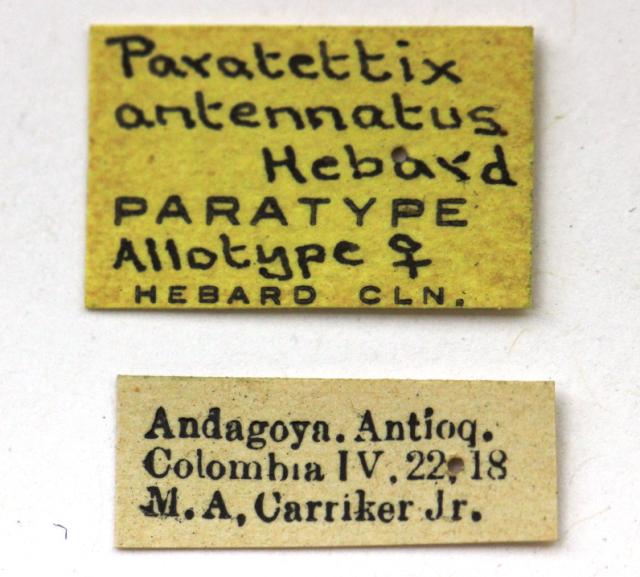 Paratettix
antennatus
Hebard
PARATYPE
Allotype ♀
HEBARD CLN.
Andagoya. Antioq.
Colombia IV, 22, 18
M. A, Carriker Jr.